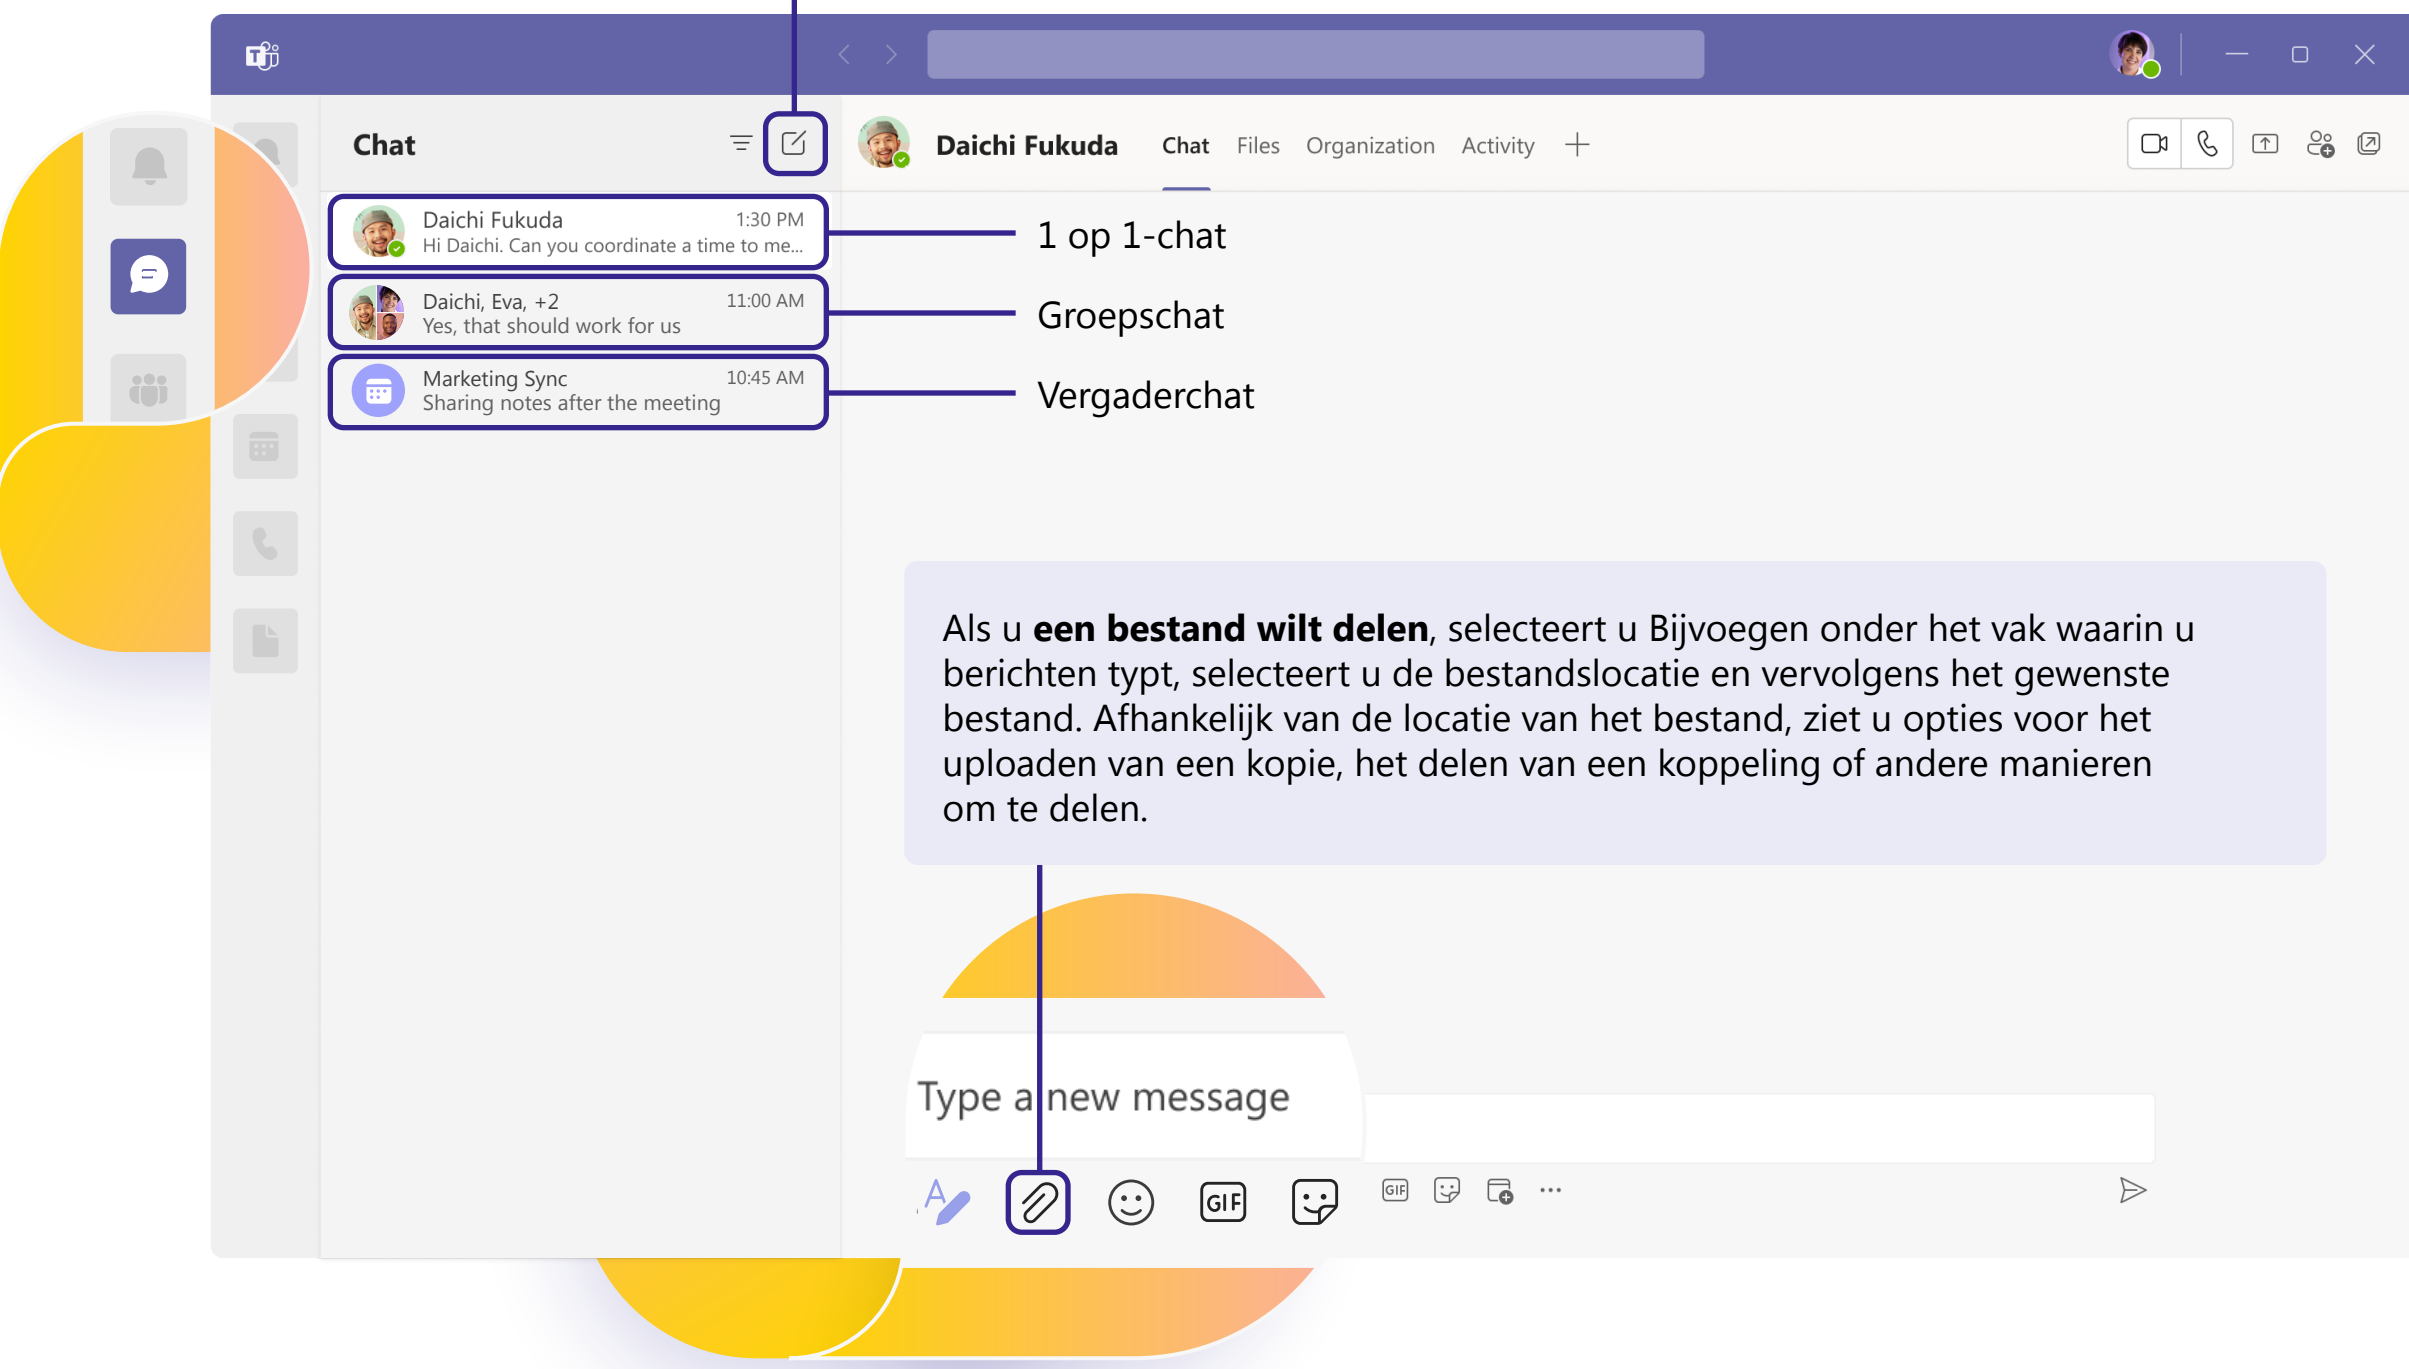 Chat
Daichi Fukuda
Chat
Files
Organization
Activity
Daichi Fukuda
1:30 PM
Hi Daichi. Can you coordinate a time to me...
1 op 1-chat
Daichi, Eva, +2
11:00 AM
Yes, that should work for us
Groepschat
Marketing Sync
10:45 AM
Sharing notes after the meeting
Vergaderchat
Als u een bestand wilt delen, selecteert u Bijvoegen onder het vak waarin u
berichten typt, selecteert u de bestandslocatie en vervolgens het gewenste
bestand. Afhankelijk van de locatie van het bestand, ziet u opties voor het
uploaden van een kopie, het delen van een koppeling of andere manieren
om te delen.
Type a new message
GIF
GIF